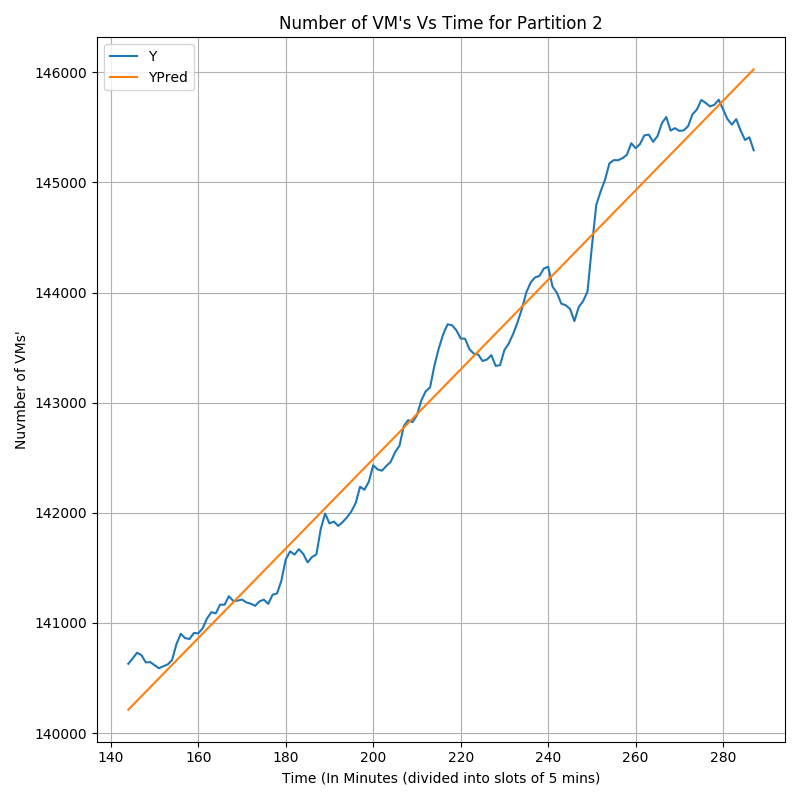 Number of VM's Vs Time for Partition 2
Y
YPred
146000
145000
144000
143000
142000
141000
140000
Nuvmber of VMs'
140 160 180 200 220 240 260 280
Time (In Minutes (divided into slots of 5 mins)